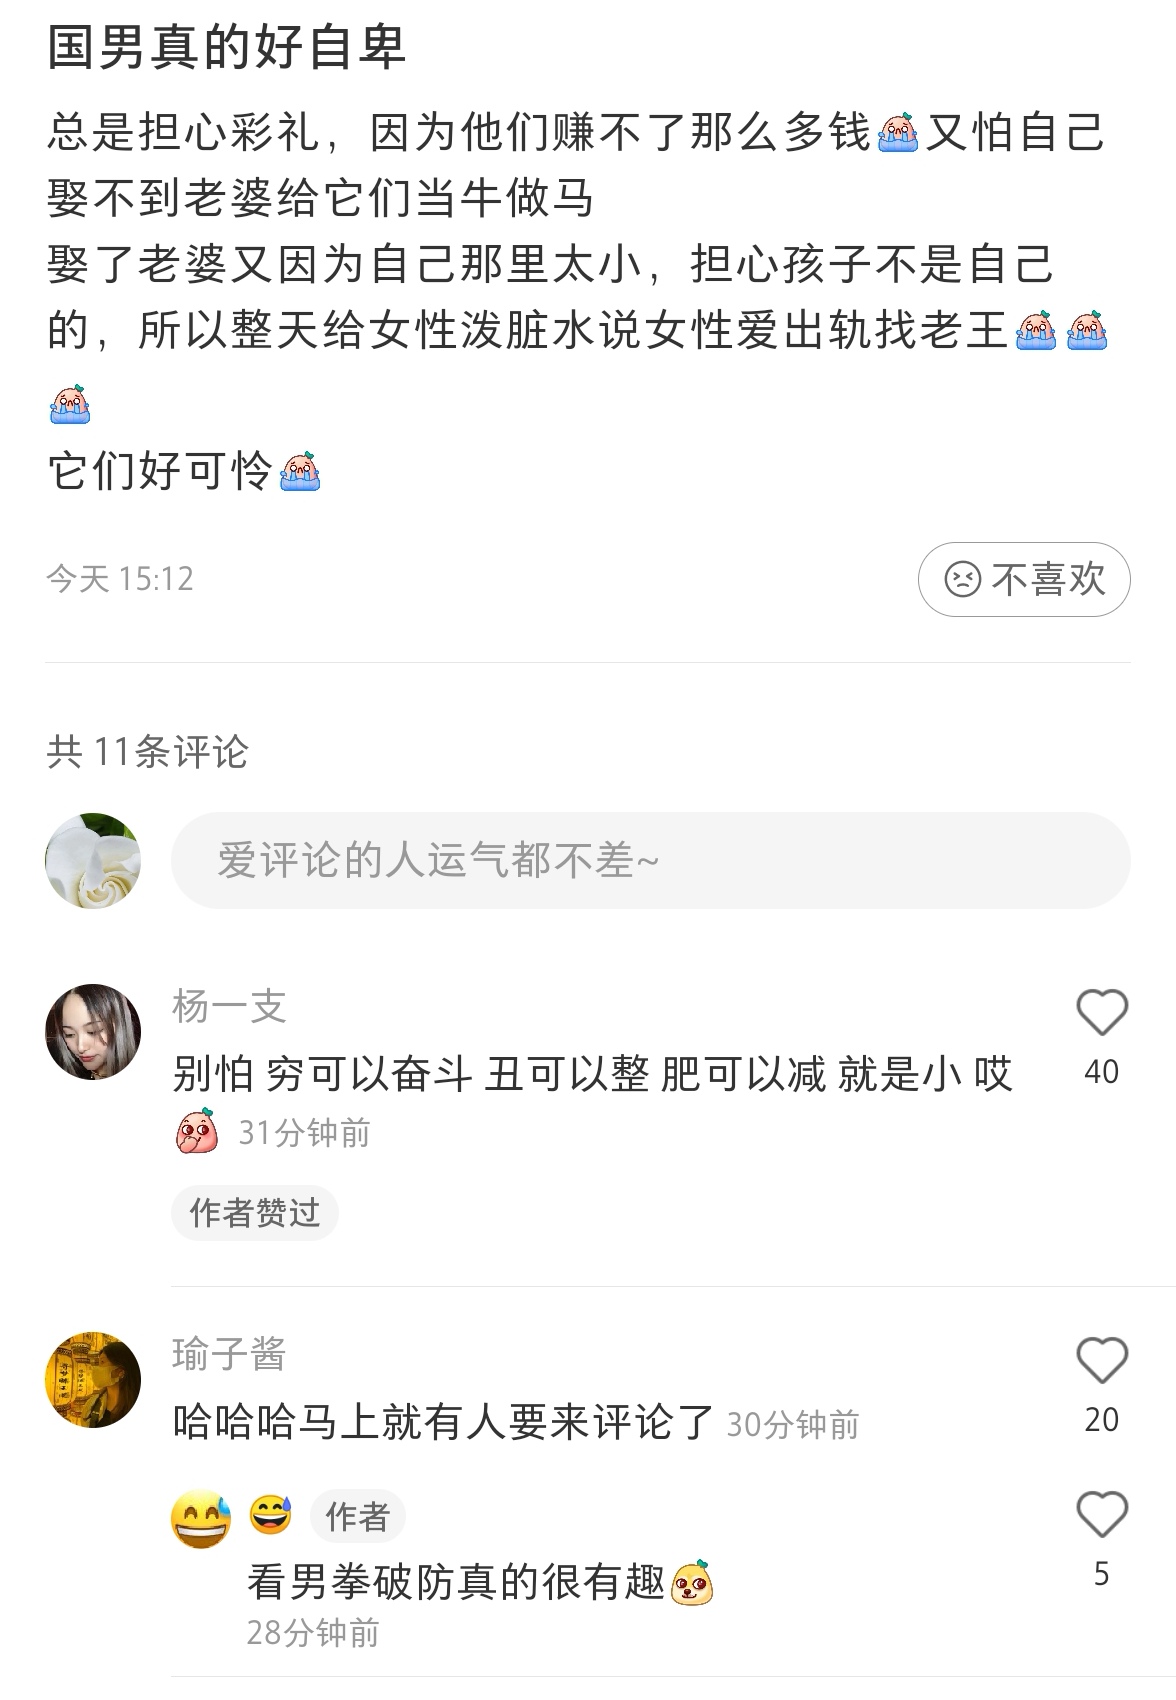 国男真的好自卑
总是担心彩礼，因为他们赚不了那么多钱又怕自己
娶不到老婆给它们当牛做马
娶了老婆又因为自己那里太小，担心孩子不是自己
的，所以整天给女性泼脏水说女性爱出轨找老王
它们好可怜
今天 15:12
不喜欢
共 11条评论
爱评论的人运气都不差~
杨一支
别怕 穷可以奋斗 丑可以整 肥可以减 就是小 哎
40
31分钟前
作者赞过
瑜子酱
哈哈哈马上就有人要来评论了 30分钟前
20
😅 作者
看男拳破防真的很有趣
5
28分钟前